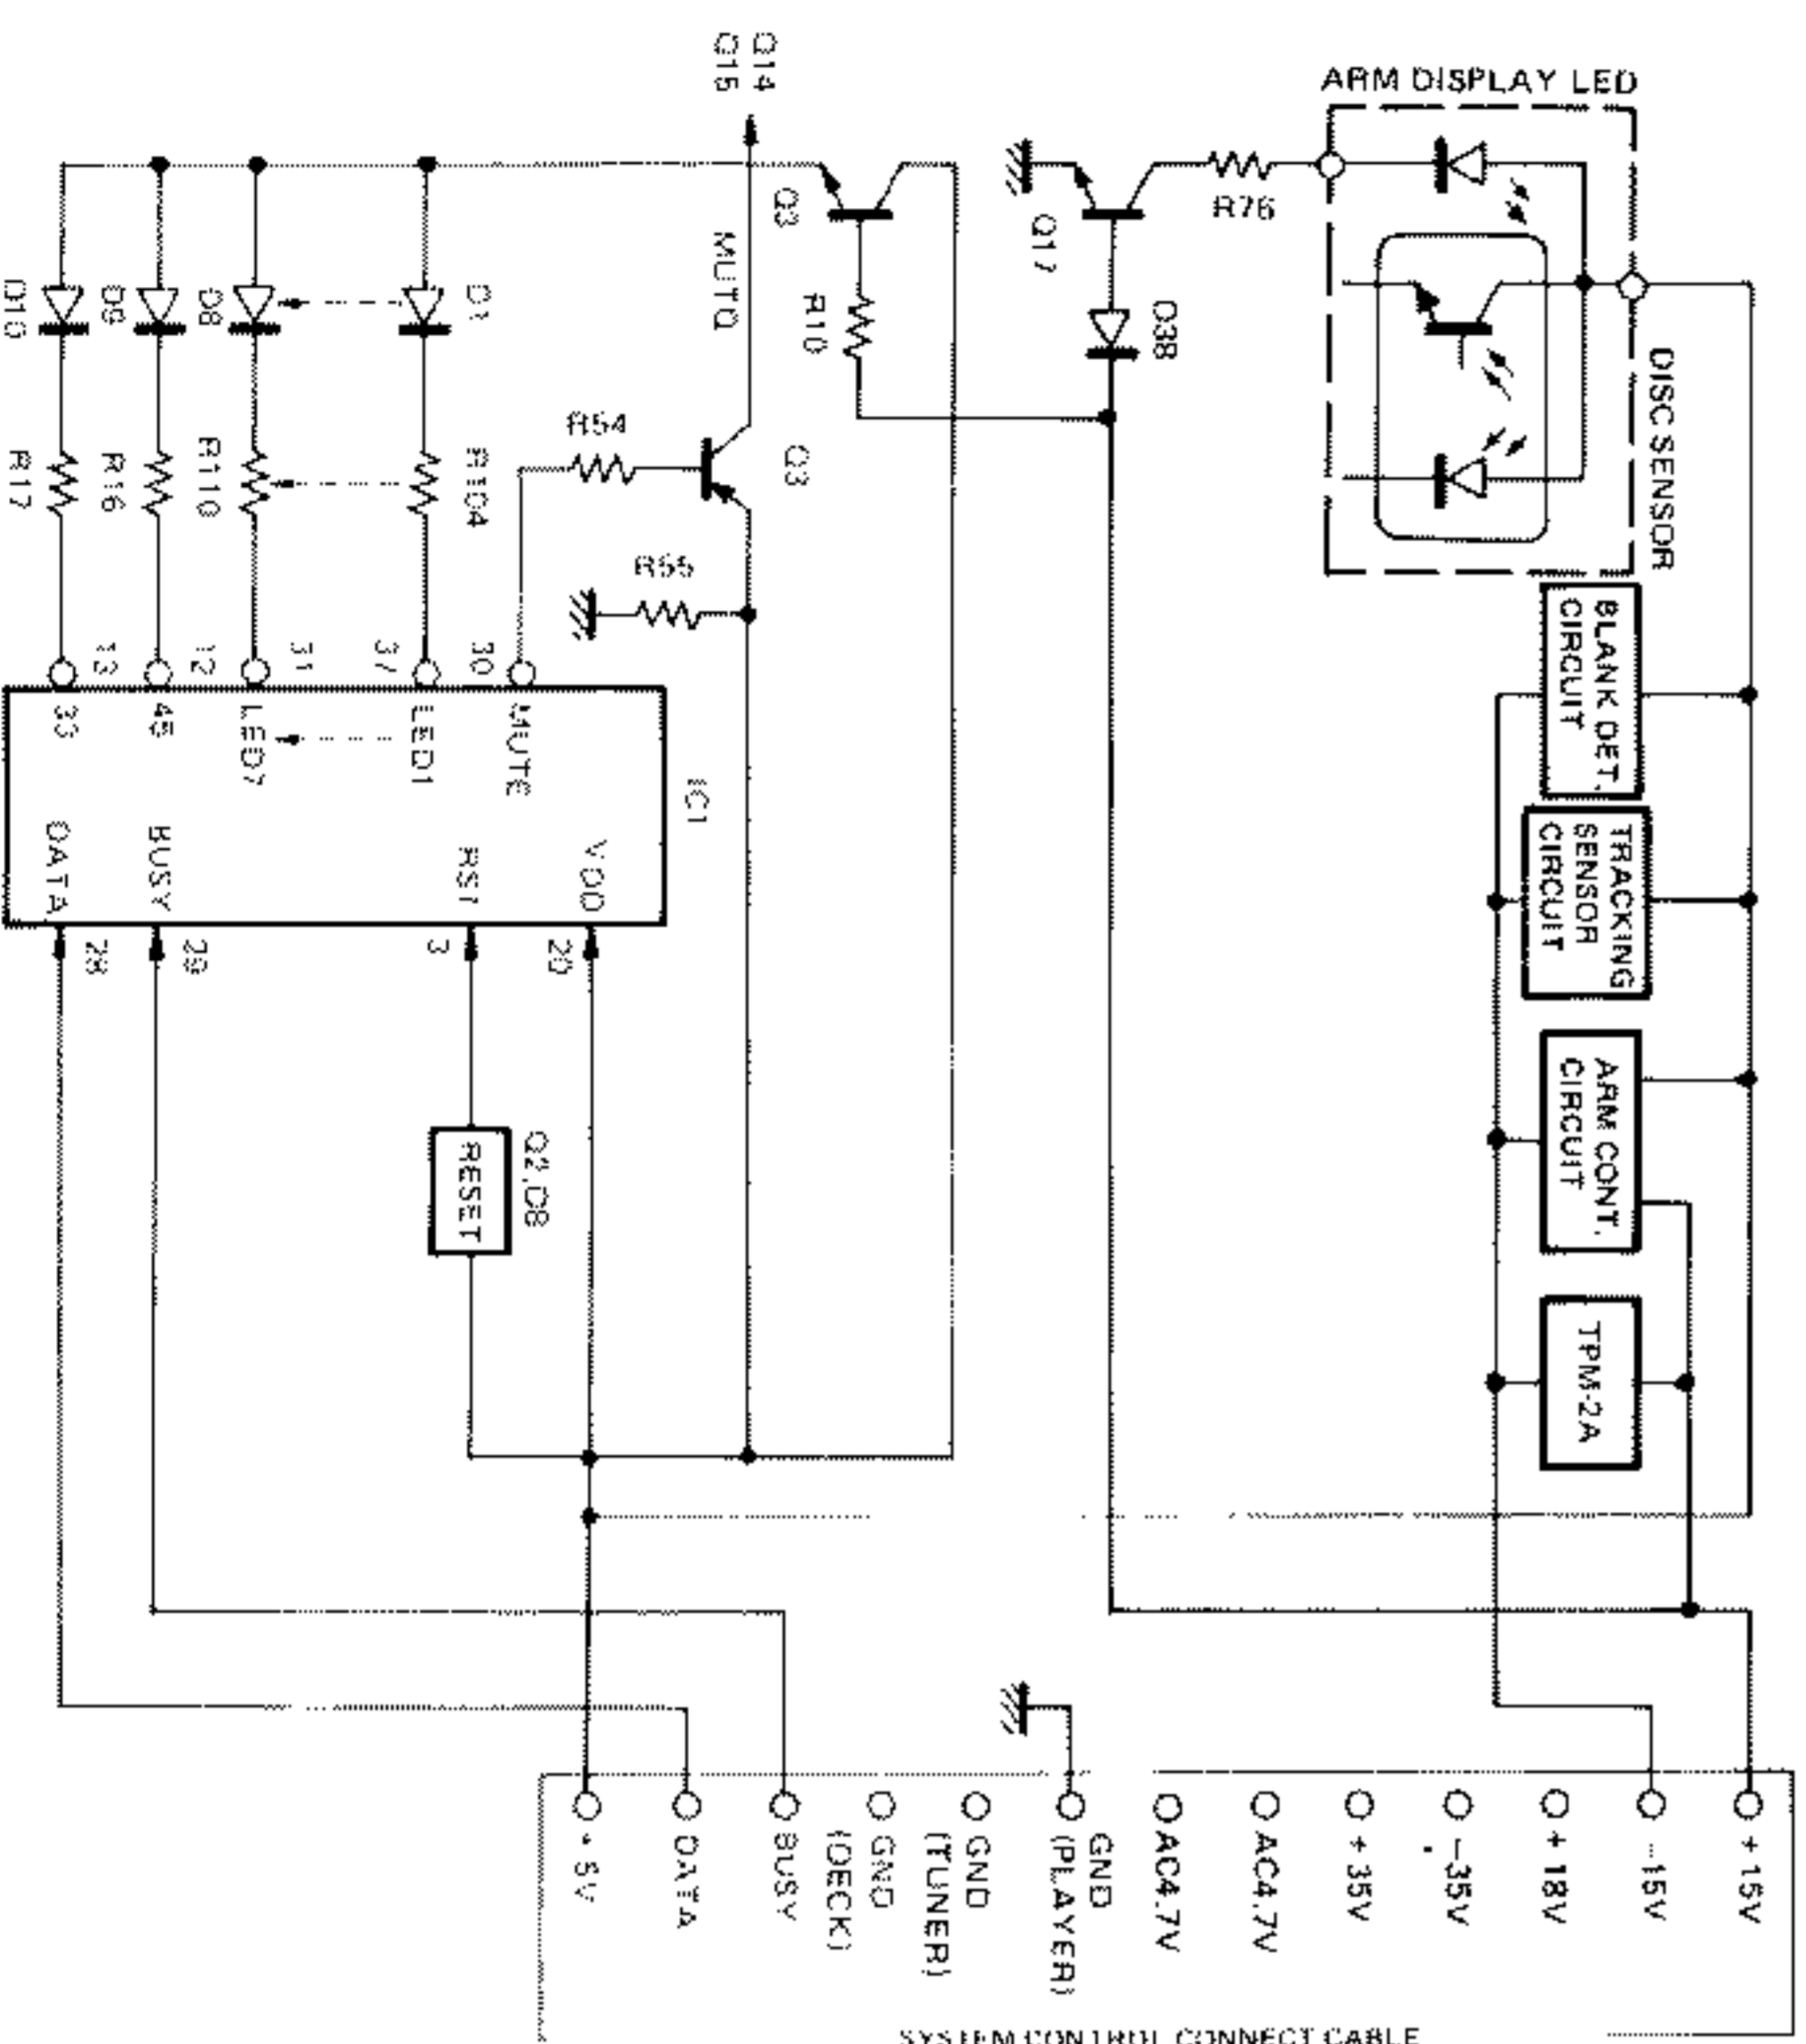 ARM DISPLAY LED
Q14
Q15
R76
Q3
Q17
MUTQ
R10
D38
DISC SENSOR
D10
D9
D8
D1
R17
R16
R110
R104
R54
Q3
R55
BLANK DET.
CIRCUIT
13
12
31
37
30
33
45
LED7
LED1
MUTE
IC1
DATA
BUSY
RST
VDD
TRACKING
SENSOR
CIRCUIT
28
29
3
20
RESET
Q2,D8
ARM CONT.
CIRCUIT
TPM-2A
+5V
DATA
BUSY
GND
(DECK)
GND
(TUNER)
GND
(PLAYER)
AC4.7V
AC4.7V
+35V
-35V
+18V
-15V
+15V
SYSTEM CONTROL CONNECT CABLE